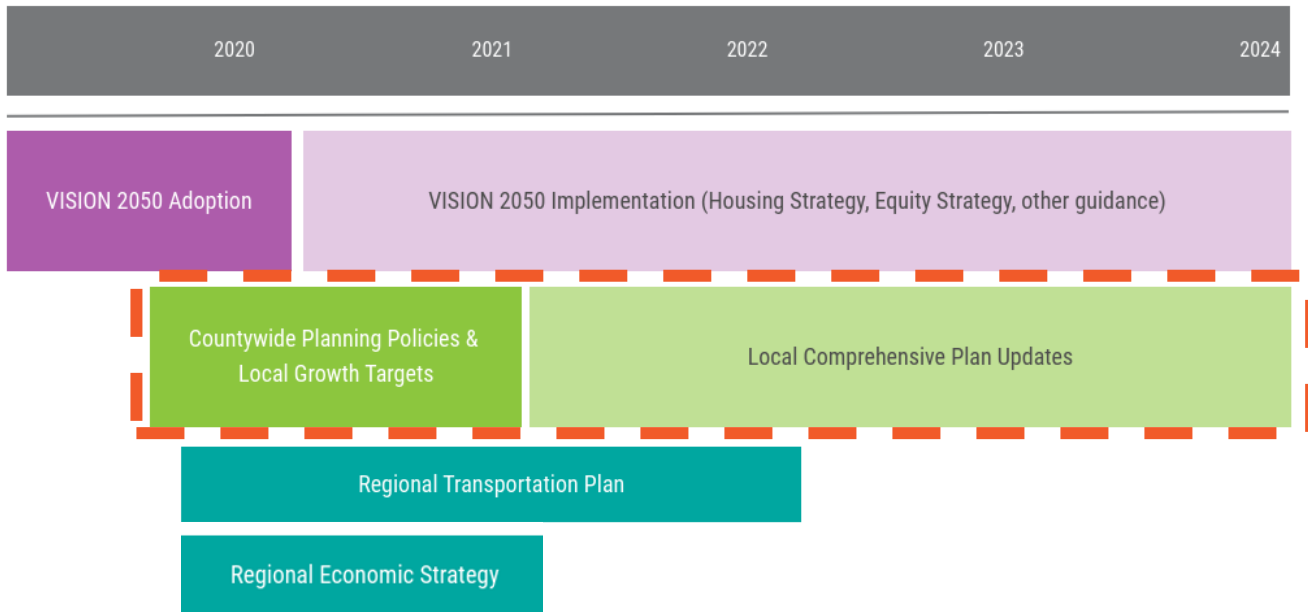 2020 2021 2022 2023 2024
VISION 2050 Adoption
VISION 2050 Implementation (Housing Strategy, Equity Strategy, other guidance)
Countywide Planning Policies &
Local Growth Targets
Local Comprehensive Plan Updates
Regional Transportation Plan
Regional Economic Strategy